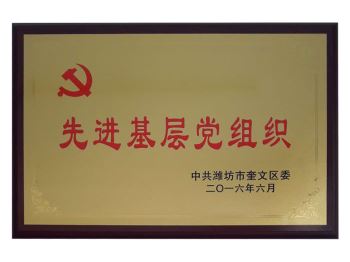 先进基层党组织
中共潍坊市奎文区委
二〇一六年六月